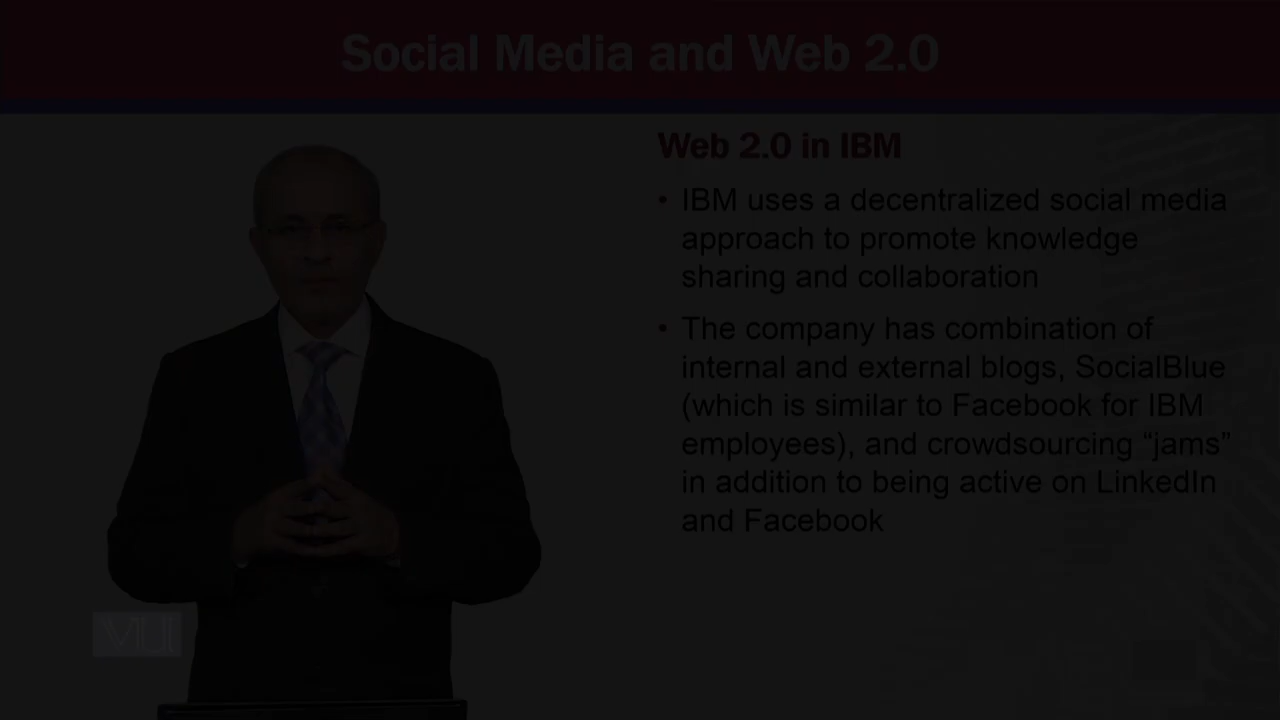 Social Media and Web 2.0
Web 2.0 in IBM
• IBM uses a decentralized social media
approach to promote knowledge
sharing and collaboration
• The company has combination of
internal and external blogs, SocialBlue
(which is similar to Facebook for IBM
employees), and crowdsourcing “jams”
in addition to being active on LinkedIn
and Facebook